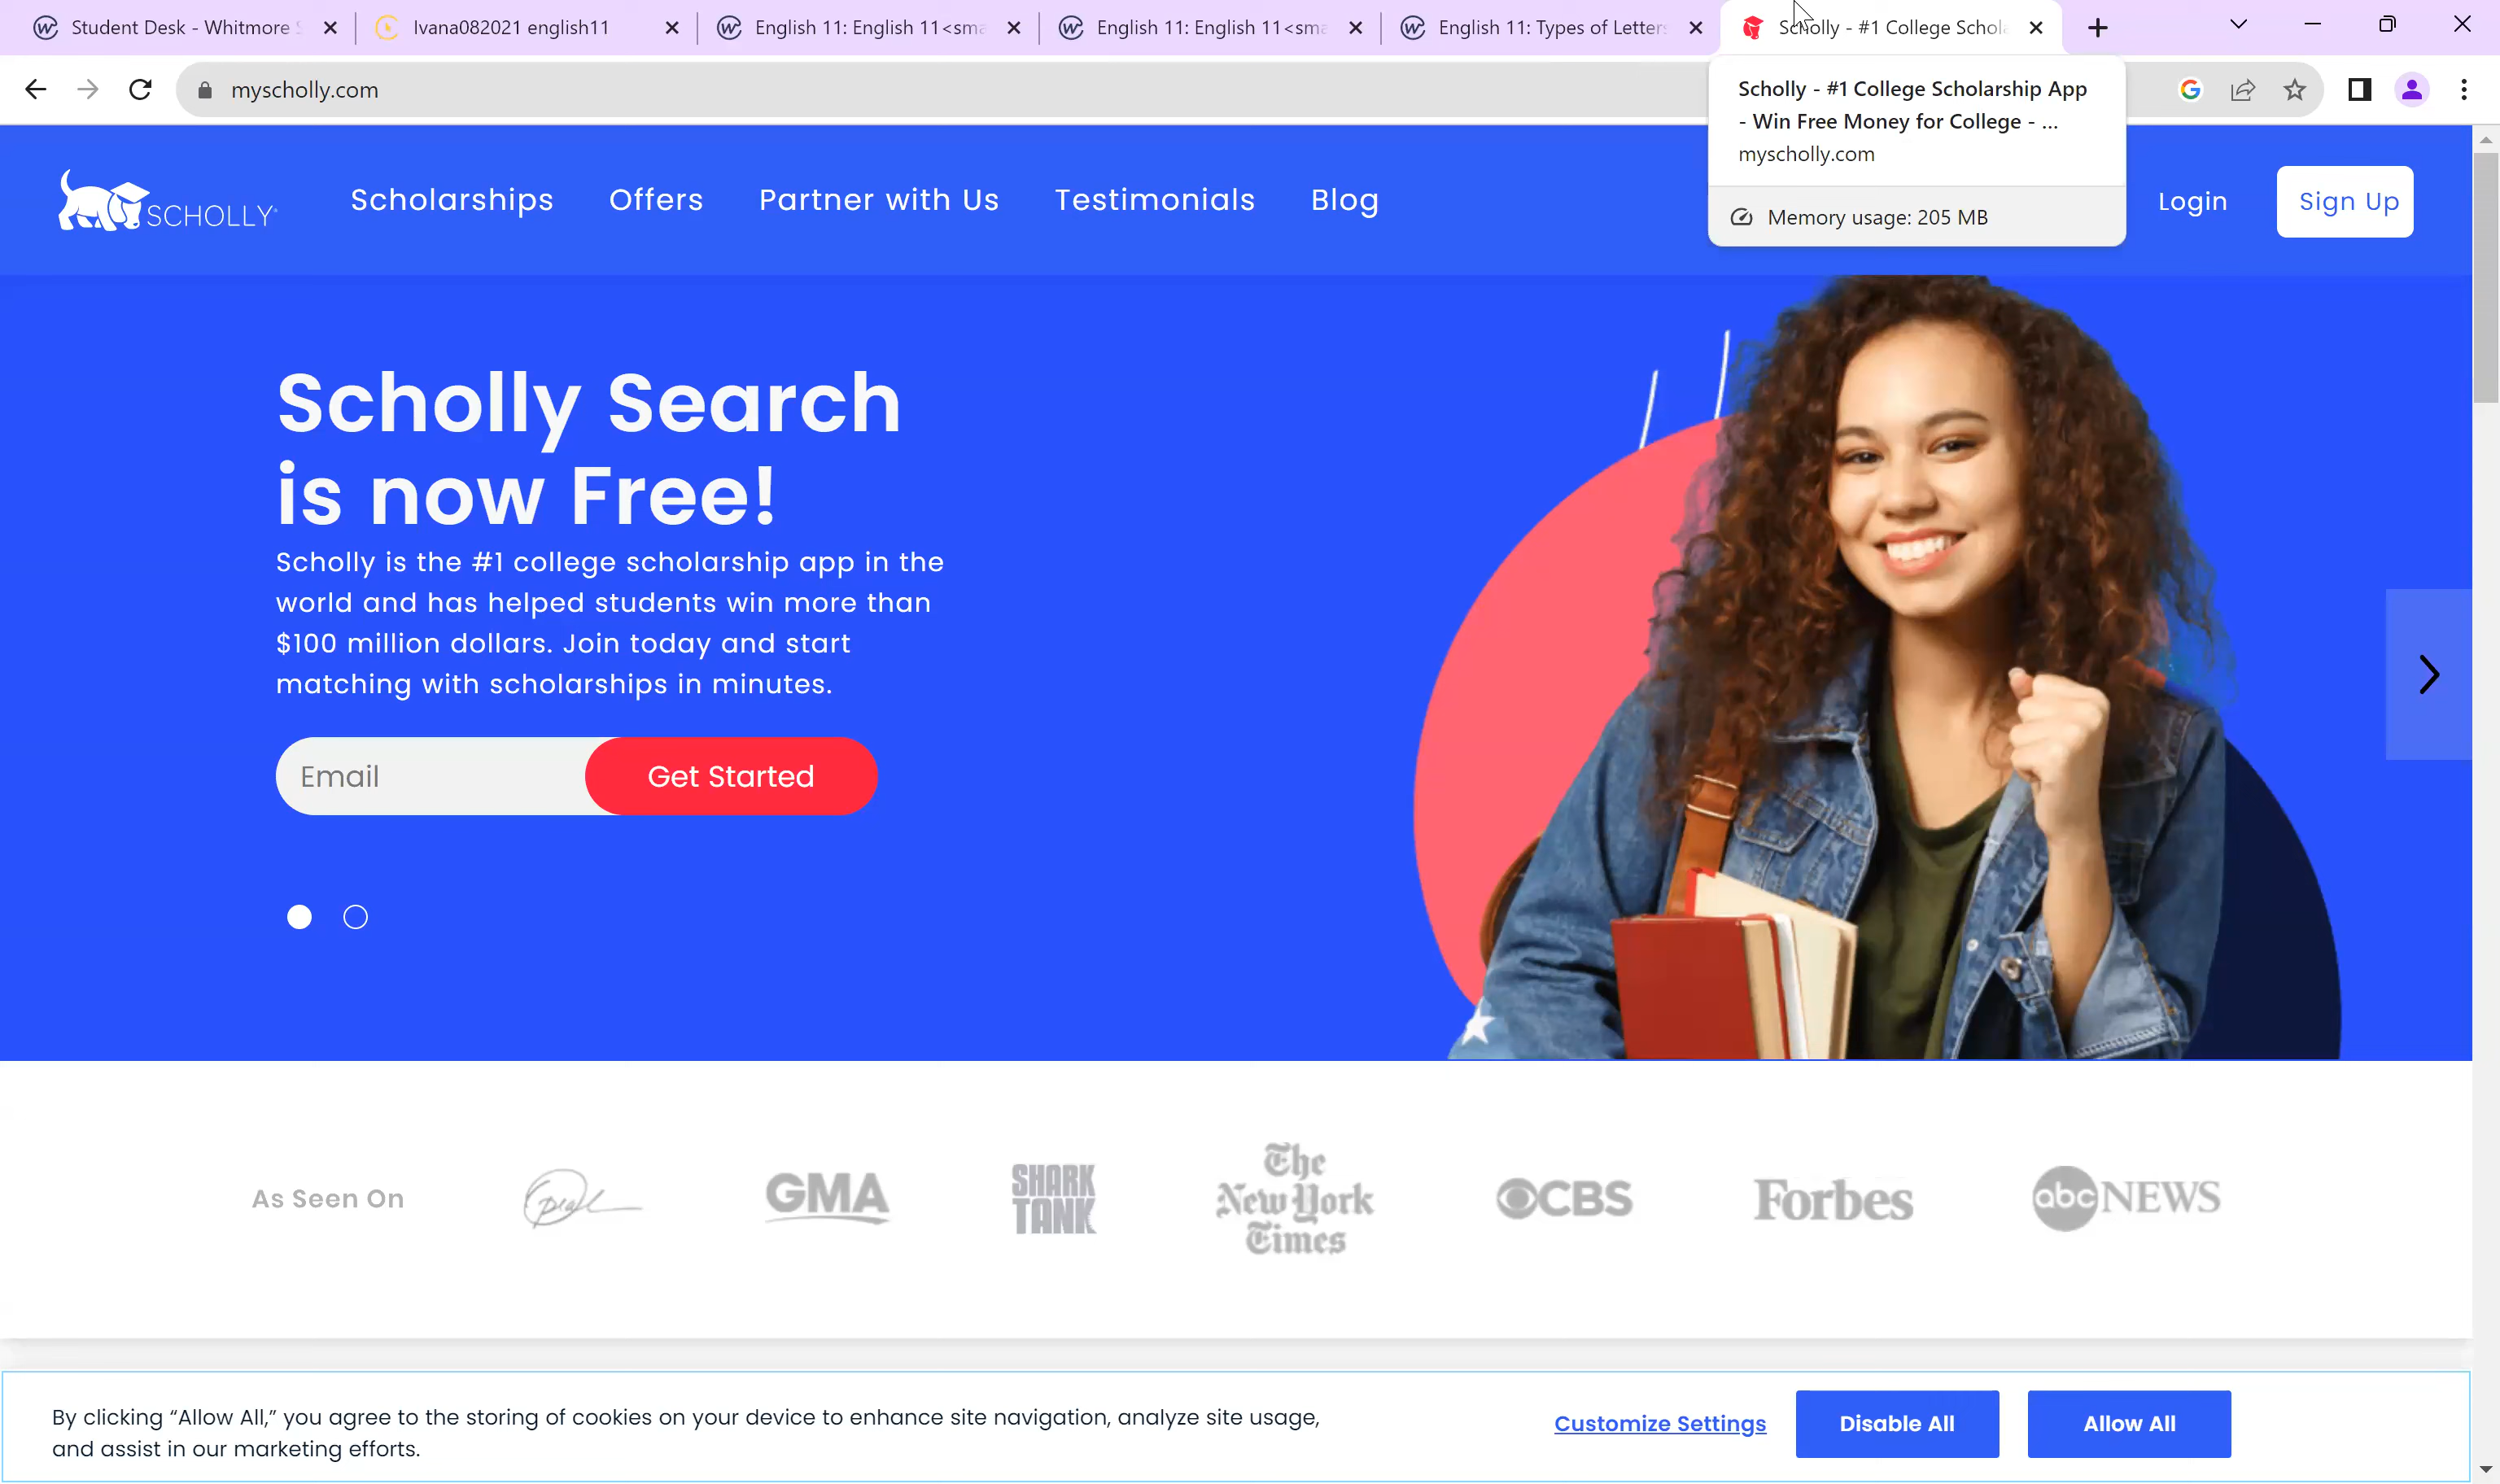 Student Desk - Whitmore S
Ivana082021 english11
English 11: English 11<sma
English 11: English 11<sma
English 11: Types of Letters
Scholly - #1 College Schola
myscholly.com
Scholly - #1 College Scholarship App
- Win Free Money for College - ...
myscholly.com
Memory usage: 205 MB
SCHOLLY
Scholarships
Offers
Partner with Us
Testimonials
Blog
Login
Sign Up
Scholly Search
is now Free!
Scholly is the #1 college scholarship app in the
world and has helped students win more than
$100 million dollars. Join today and start
matching with scholarships in minutes.
Email
Get Started
As Seen On
Oprah
GMA
SHARK
TANK
The
New York
Times
CBS
Forbes
abc NEWS
By clicking “Allow All,” you agree to the storing of cookies on your device to enhance site navigation, analyze site usage,
and assist in our marketing efforts.
Customize Settings
Disable All
Allow All